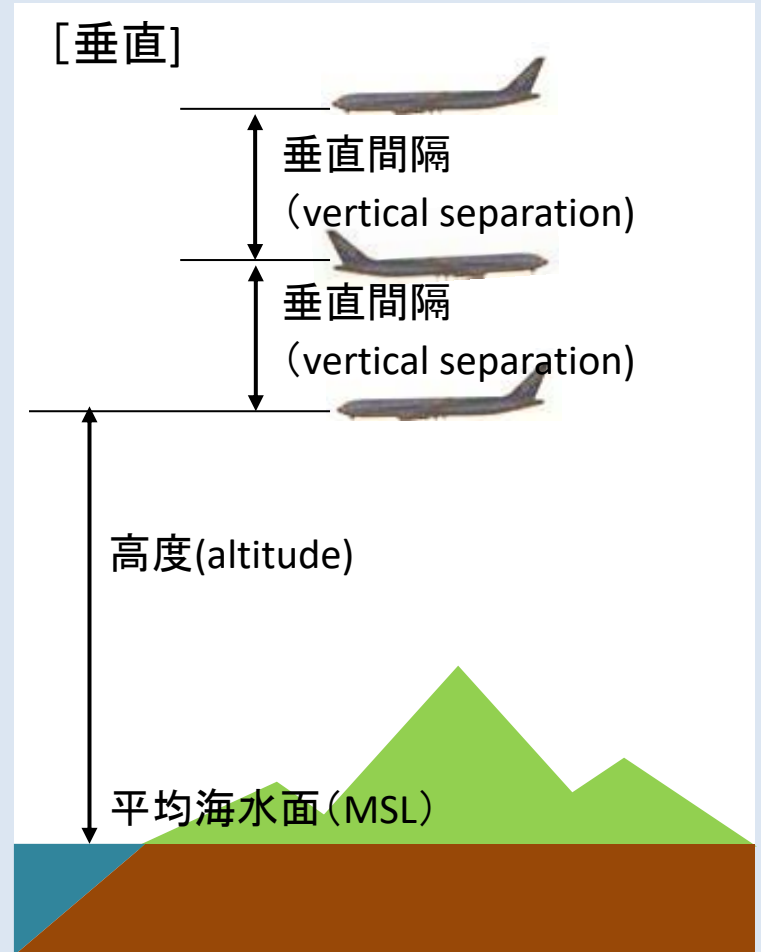 ［垂直］
垂直間隔
（vertical separation)
垂直間隔
（vertical separation)
高度(altitude)
平均海水面（MSL）